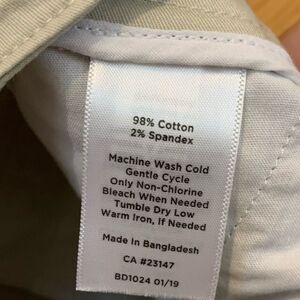 98% Cotton
2% Spandex
Machine Wash Cold
Gentle Cycle
Only Non-Chlorine
Bleach When Needed
Tumble Dry Low
Warm Iron, If Needed
Made In Bangladesh
CA #23147
BD1024 01/19